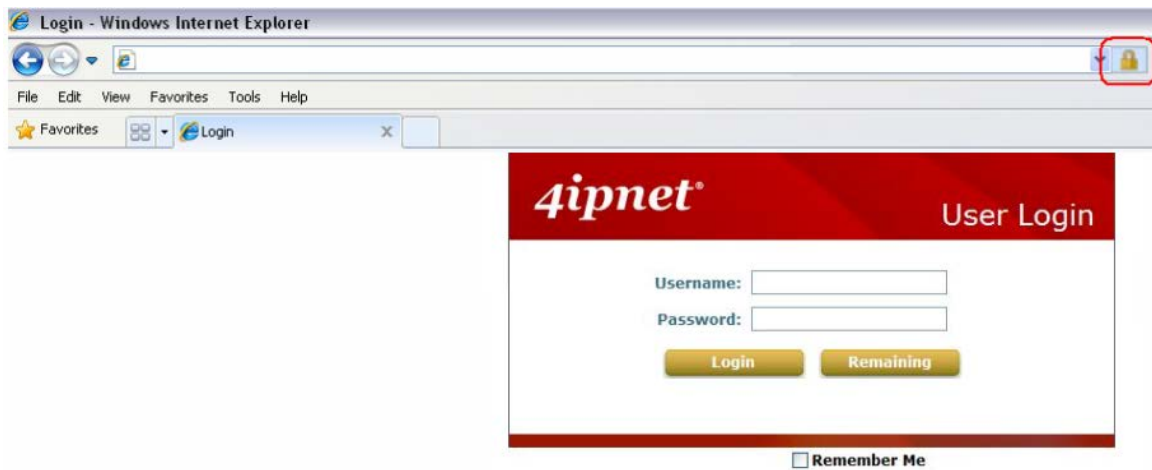 Login - Windows Internet Explorer
File Edit View Favorites Tools Help
Favorites Login X
4ipnet®
User Login
Username:
Password:
Login Remaining
Remember Me